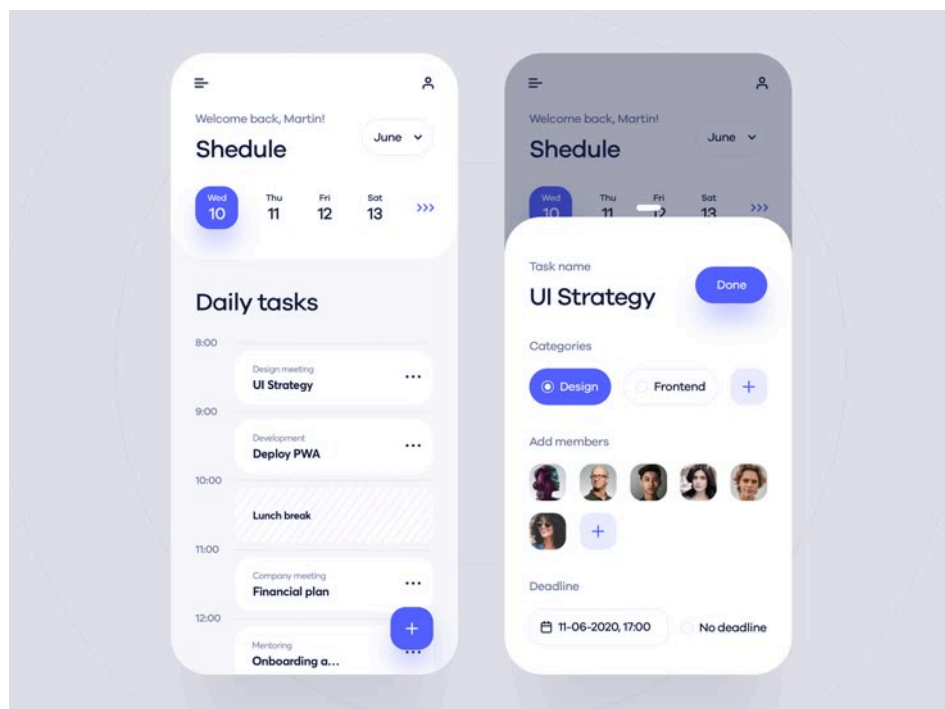 Welcome back, Martin!
Shedule
June
Wed Thu Fri Sat
10 11 12 13
Daily tasks
8:00
Design meeting
UI Strategy
9:00
Development
Deploy PWA
10:00
Lunch break
11:00
Company meeting
Financial plan
12:00
Mentoring
Onboarding a...
Welcome back, Martin!
Shedule
June
Wed Thu Fri Sat
10 11 12 13
Task name
UI Strategy
Done
Categories
Design
Frontend
Add members
Deadline
11-06-2020, 17:00
No deadline